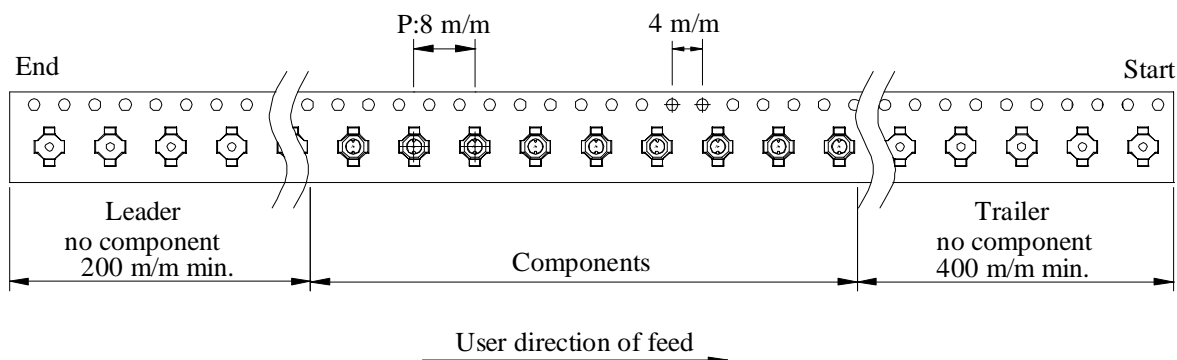 P:8 m/m
4 m/m
End
Start
Leader
no component
200 m/m min.
Components
Trailer
no component
400 m/m min.
User direction of feed